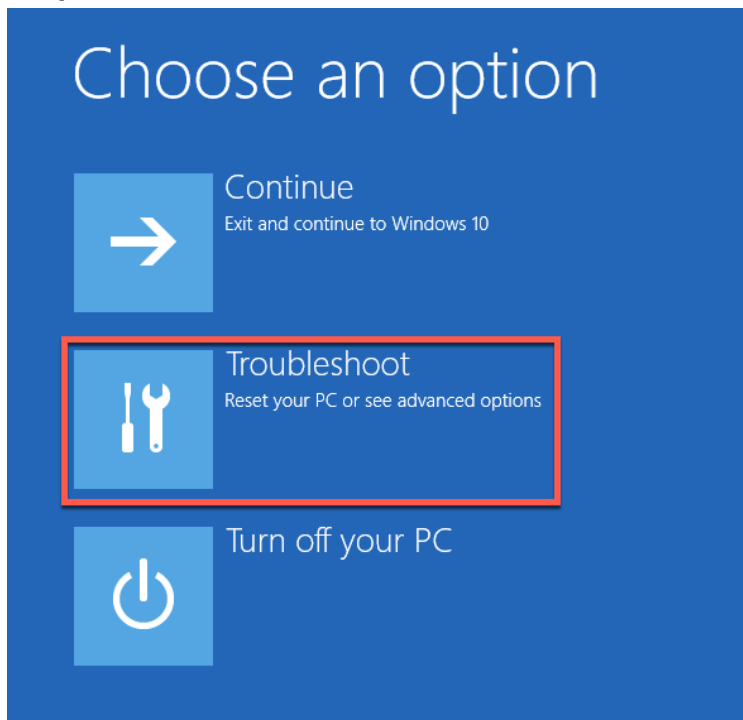 Choose an option
Continue
Exit and continue to Windows 10
Troubleshoot
Reset your PC or see advanced options
Turn off your PC